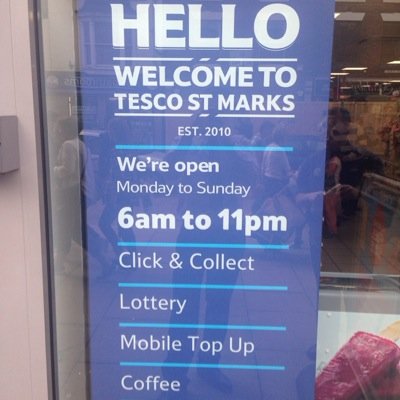 HELLO
WELCOME TO
TESCO ST MARKS
EST. 2010
We're open
Monday to Sunday
6am to 11pm
Click & Collect
Lottery
Mobile Top Up
Coffee